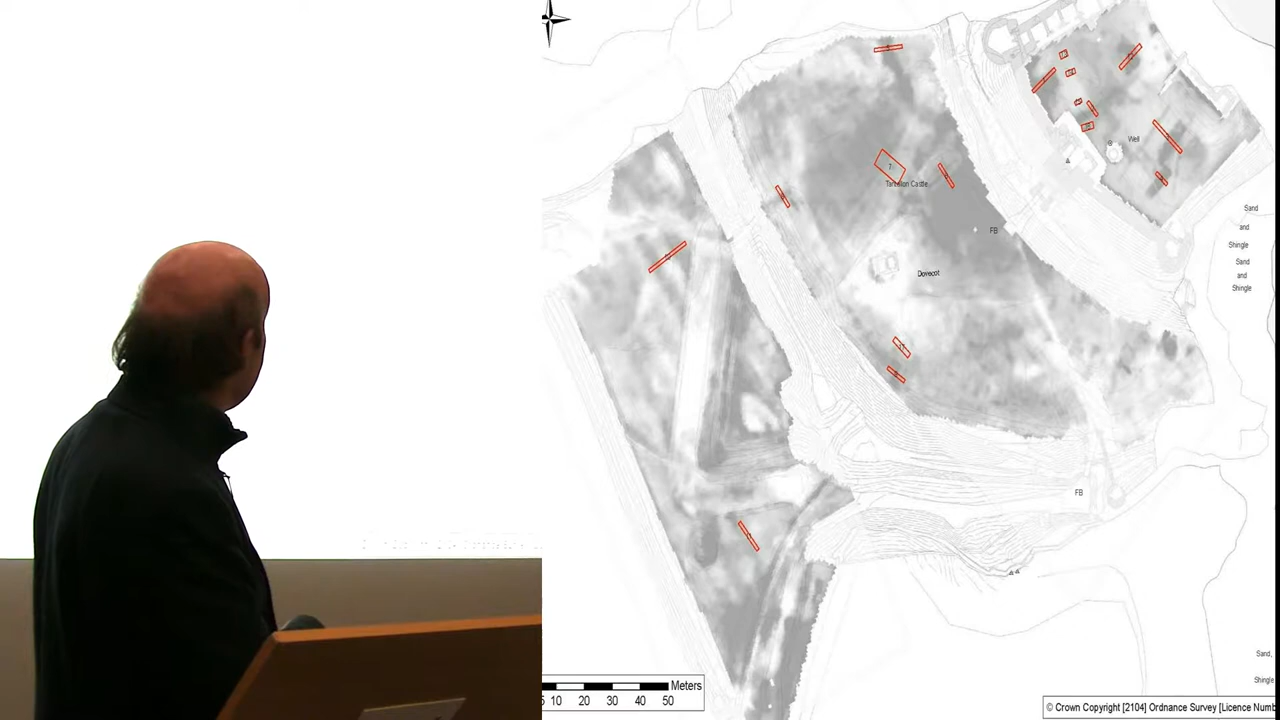 7
Tantallon Castle
Well
FB
Dovecot
Sand
and
Shingle
Sand
and
Shingle
FB
Sand,
Shingle
Meters
10 20 30 40 50
© Crown Copyright [2104] Ordnance Survey [Licence Numb